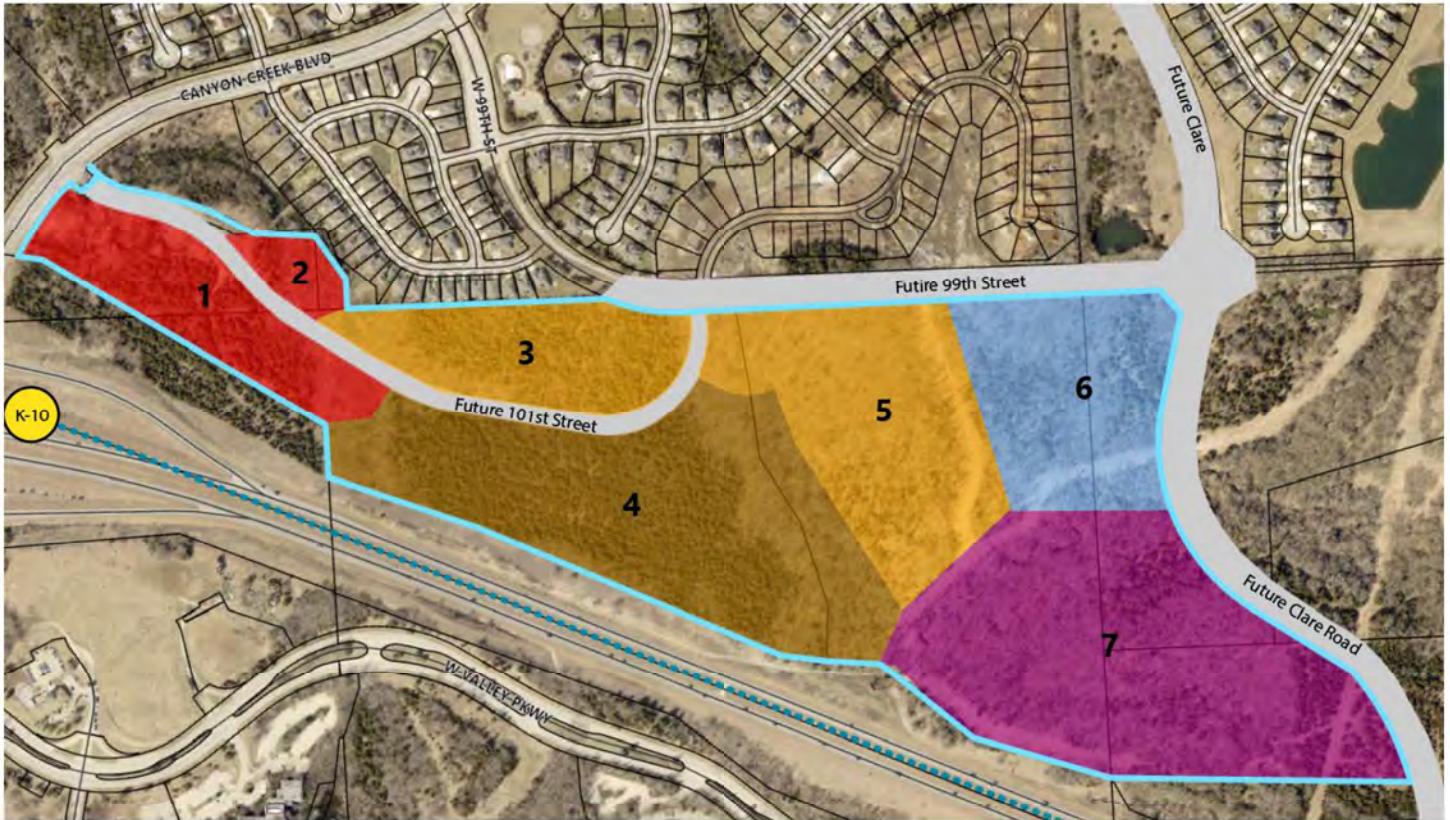 CANYON CREEK BLVD
W 99TH ST
Future Clare
1
2
Futire 99th Street
3
6
5
K-10
Future 101st Street
4
Future Clare Road
7
W VALLEY PKWY